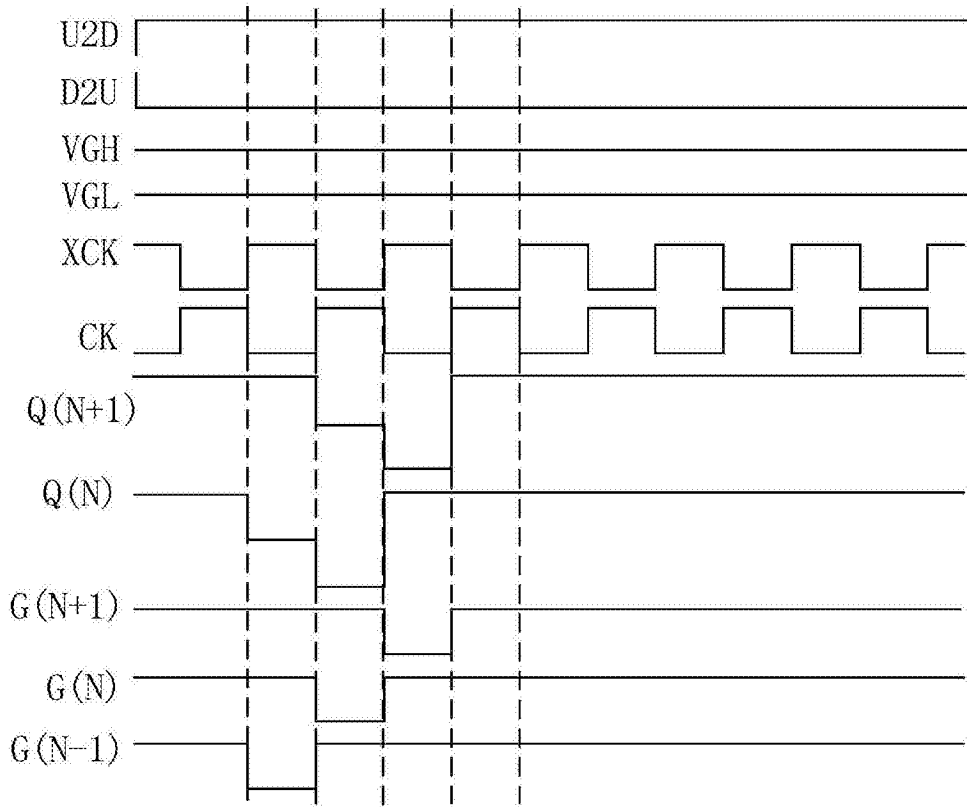 U2D
D2U
VGH
VGL
XCK
CK
Q(N+1)
Q(N)
G(N+1)
G(N)
G(N-1)